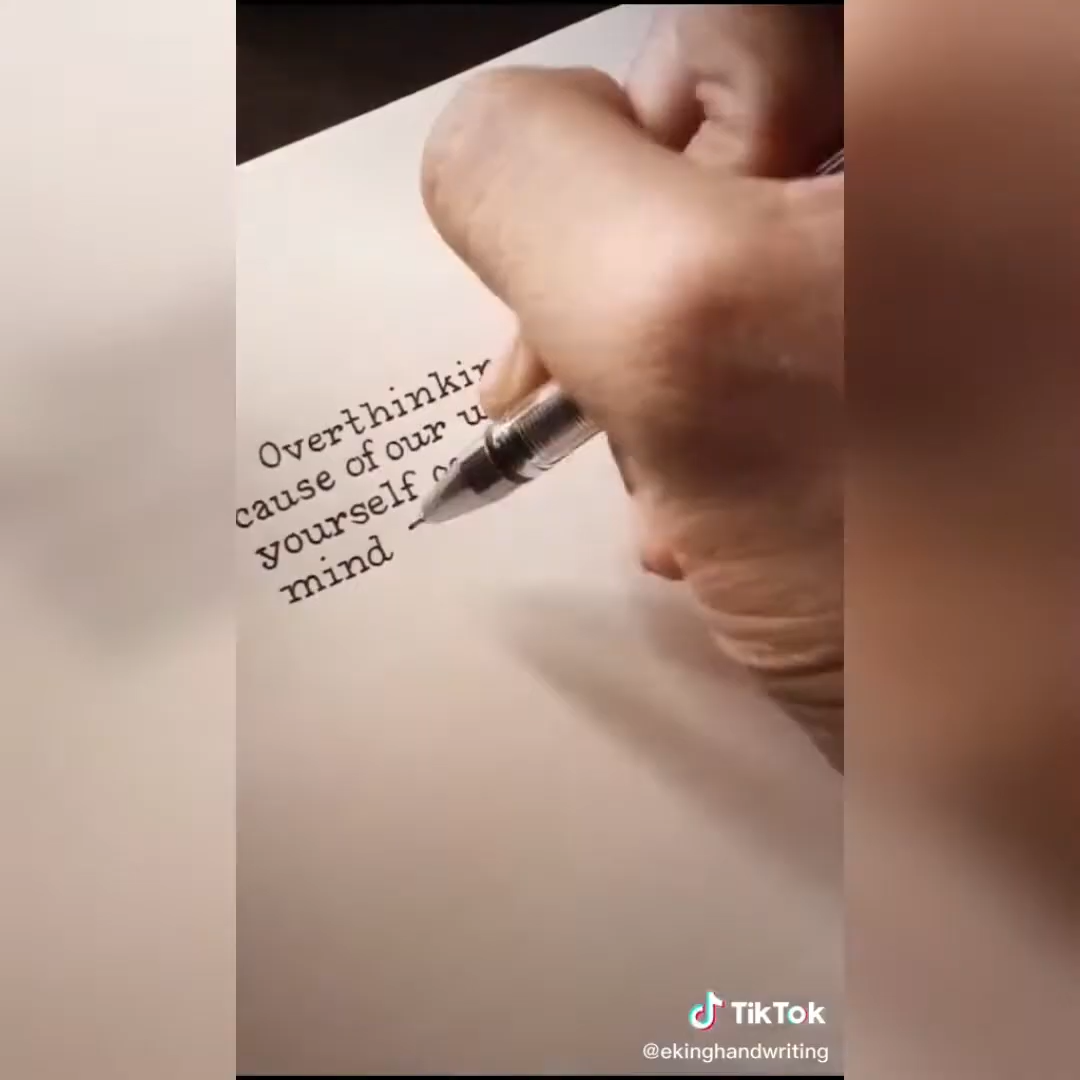 Overthinkin
cause of our u
yourself
mind
TikTok
@ekinghandwriting